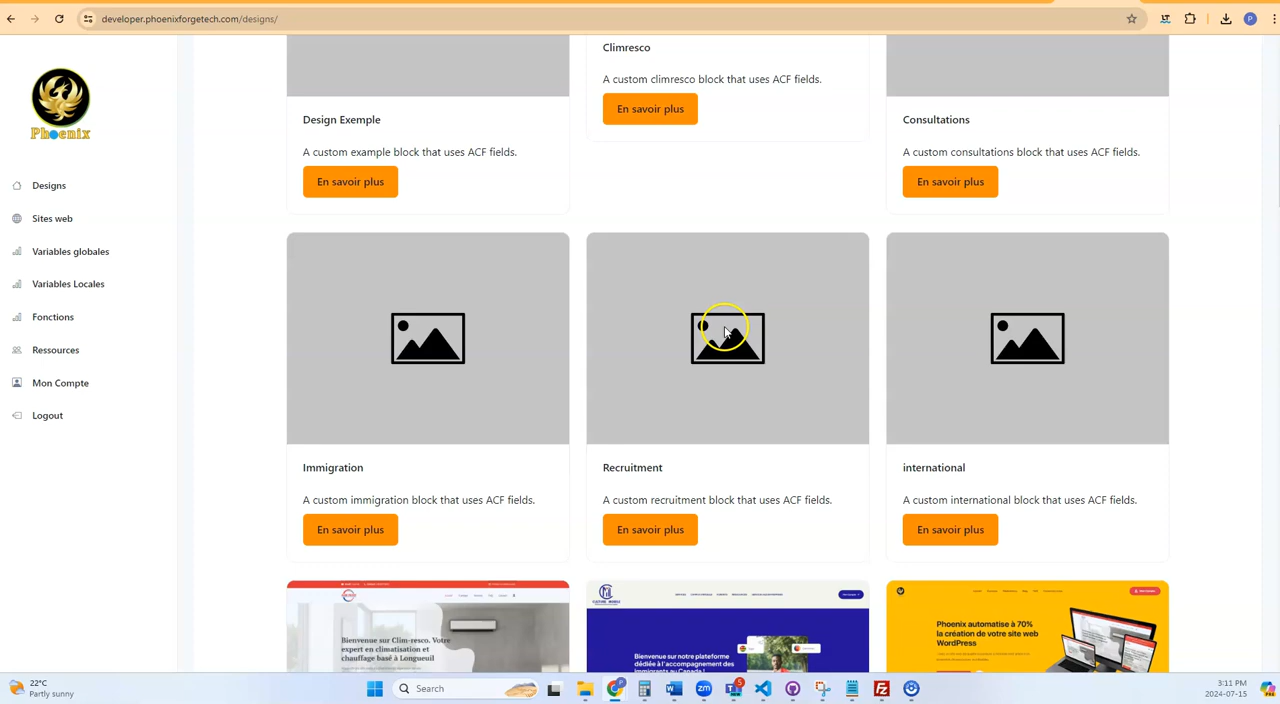 developer.phoenixforgetech.com/designs/
LT
P
Phoenix
Designs
Sites web
Variables globales
Variables Locales
Fonctions
Ressources
Mon Compte
Logout
Design Exemple
A custom example block that uses ACF fields.
En savoir plus
Climresco
A custom climresco block that uses ACF fields.
En savoir plus
Consultations
A custom consultations block that uses ACF fields.
En savoir plus
Immigration
A custom immigration block that uses ACF fields.
En savoir plus
Recruitment
A custom recruitment block that uses ACF fields.
En savoir plus
international
A custom international block that uses ACF fields.
En savoir plus
Bienvenue sur Clim-resco. Votre
expert en climatisation et
chauffage basé à Longueuil
Bienvenue sur notre plateforme
dédiée à l'accompagnement des
Phoenix automatise à 70%
la création de votre site web
WordPress
22°C
Partly sunny
Search
5
3:11 PM
2024-07-15